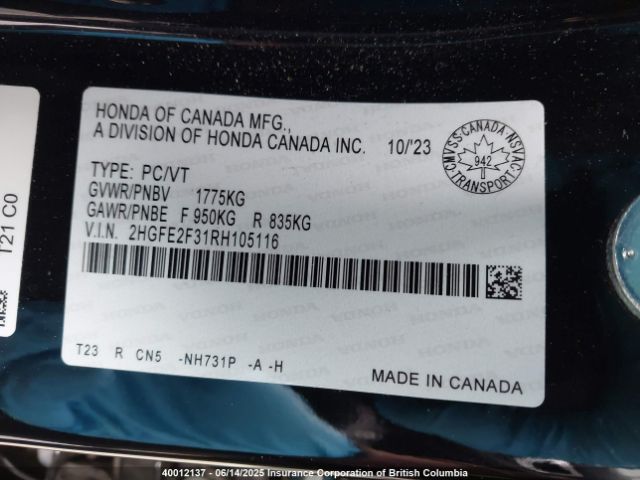 HONDA OF CANADA MFG.,
A DIVISION OF HONDA CANADA INC. 10/'23
CMVSS·CANADA·NSVAC
942
TRANSPORT
TYPE: PC/VT
GVWR/PNBV 1775KG
GAWR/PNBE F 950KG R 835KG
V.I.N. 2HGFE2F31RH105116
T23 R CN5 -NH731P -A -H
MADE IN CANADA
T21 C0
40012137 - 06/14/2025 Insurance Corporation of British Columbia